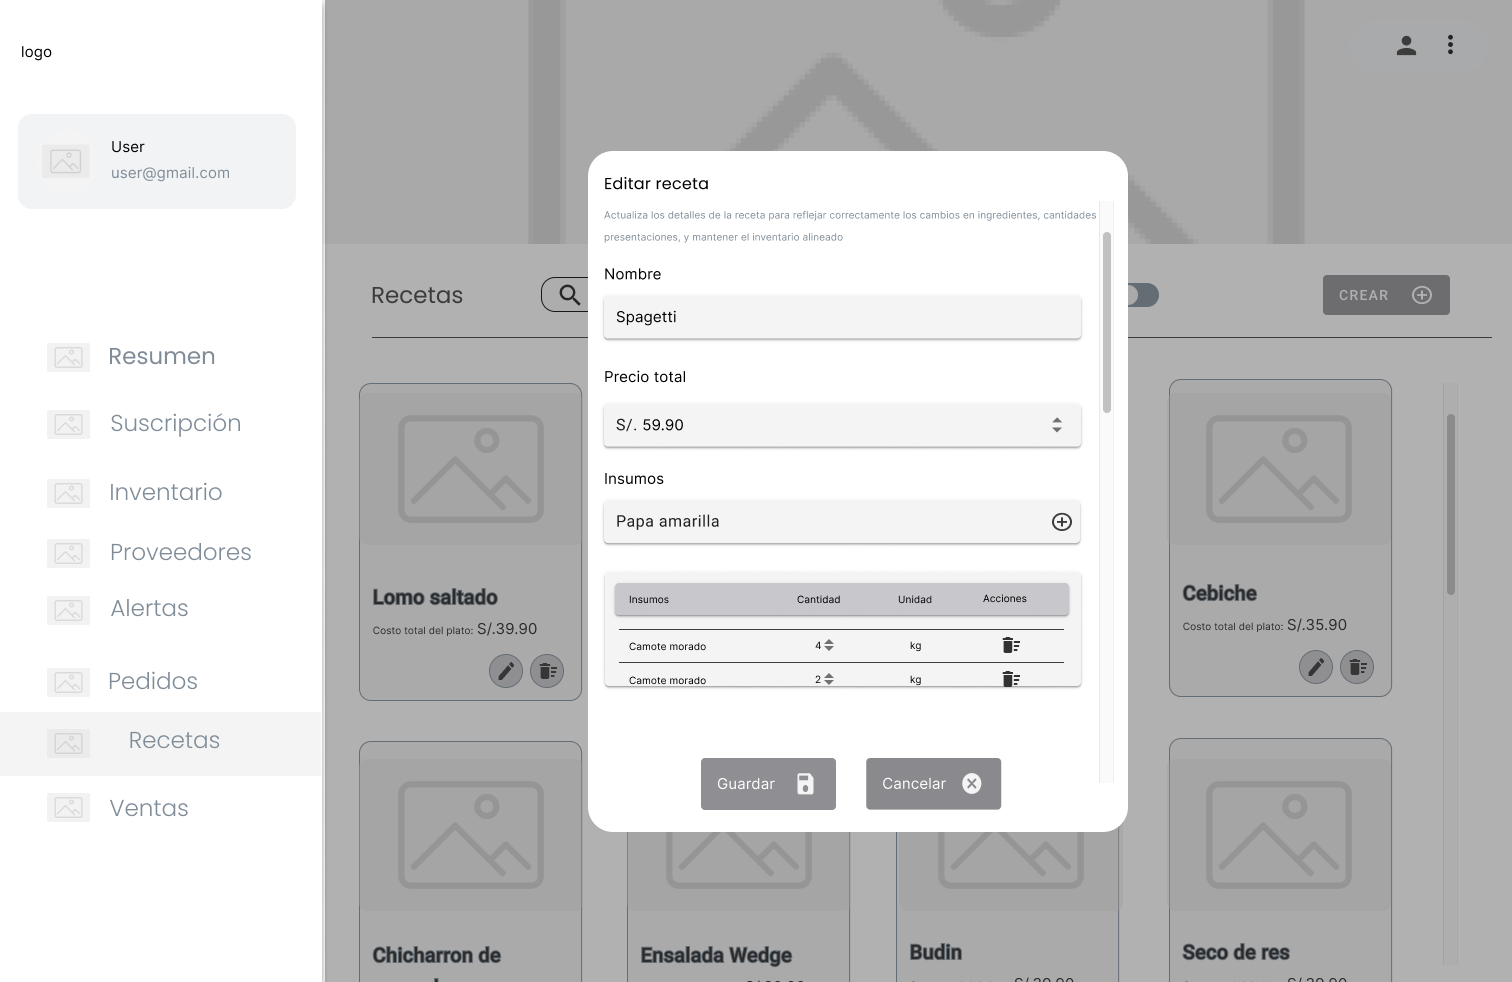 logo
User
user@gmail.com
Resumen
Suscripción
Inventario
Proveedores
Alertas
Pedidos
Recetas
Ventas
Recetas
CREAR
Lomo saltado
Costo total del plato: S/.39.90
Cebiche
Costo total del plato: S/.35.90
Chicharron de
Ensalada Wedge
Budin
Seco de res
Editar receta
Actualiza los detalles de la receta para reflejar correctamente los cambios en ingredientes, cantidades
presentaciones, y mantener el inventario alineado
Nombre
Spagetti
Precio total
S/. 59.90
Insumos
Papa amarilla
Insumos Cantidad Unidad Acciones
Camote morado 4 kg
Camote morado 2 kg
Guardar
Cancelar